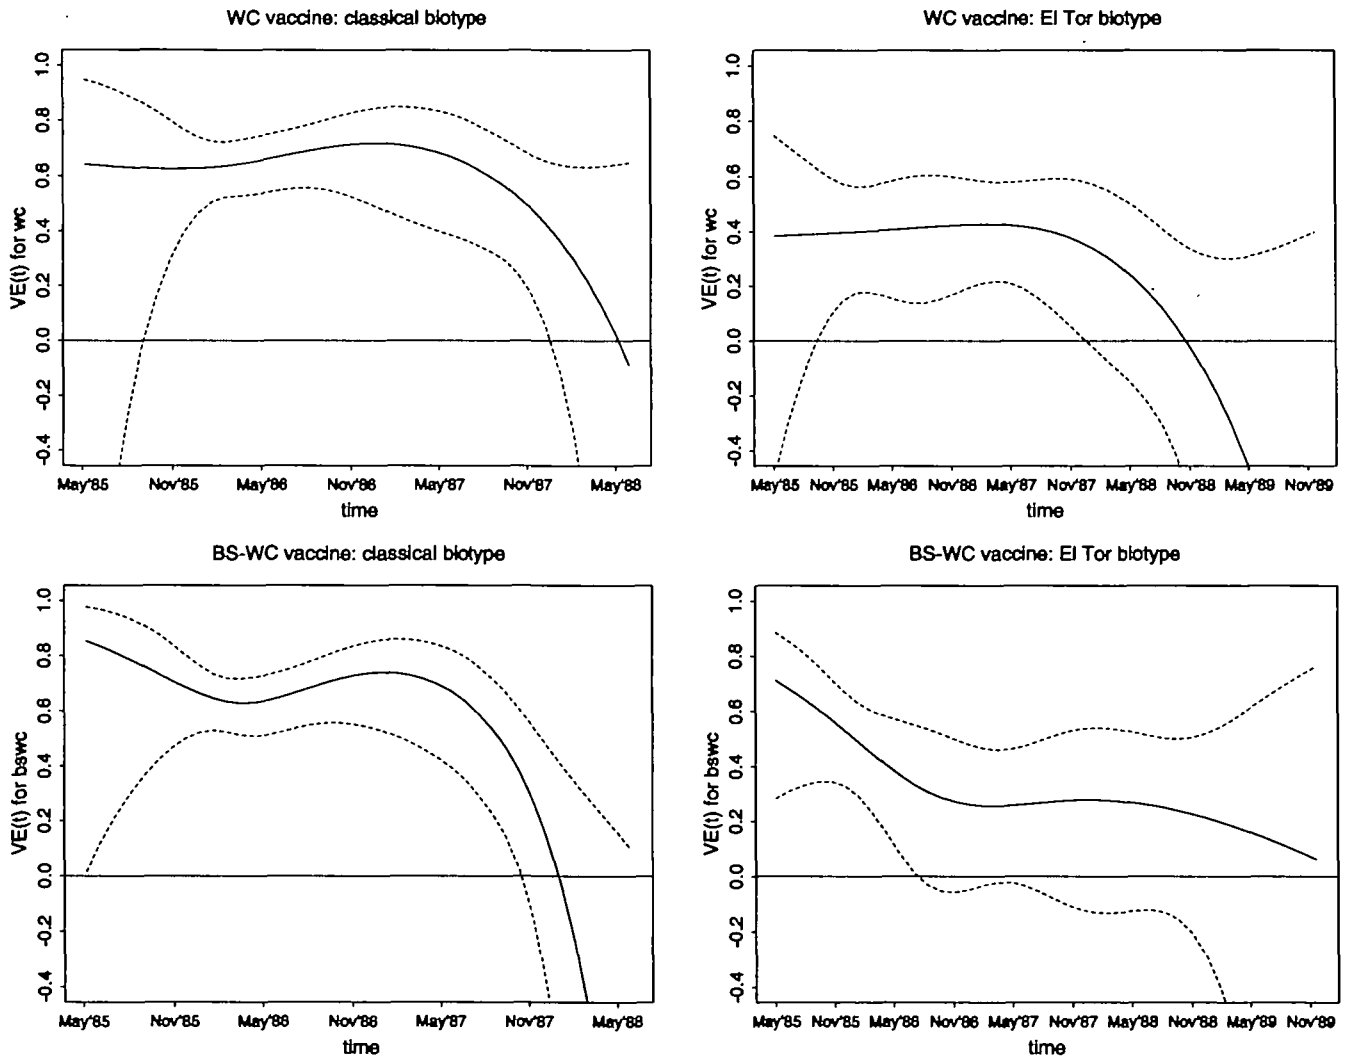 WC vaccine: classical biotype
VE(t) for wc
1.0
0.8
0.6
0.4
0.2
0.0
-0.2
-0.4
May'85 Nov'85 May'86 Nov'86 May'87 Nov'87 May'88
time
WC vaccine: El Tor biotype
VE(t) for wc
1.0
0.8
0.6
0.4
0.2
0.0
-0.2
-0.4
May'85 Nov'85 May'86 Nov'86 May'87 Nov'87 May'88 Nov'88 May'89 Nov'89
time
BS-WC vaccine: classical biotype
VE(t) for bswc
1.0
0.8
0.6
0.4
0.2
0.0
-0.2
-0.4
May'85 Nov'85 May'86 Nov'86 May'87 Nov'87 May'88
time
BS-WC vaccine: El Tor biotype
VE(t) for bswc
1.0
0.8
0.6
0.4
0.2
0.0
-0.2
-0.4
May'85 Nov'85 May'86 Nov'86 May'87 Nov'87 May'88 Nov'88 May'89 Nov'89
time